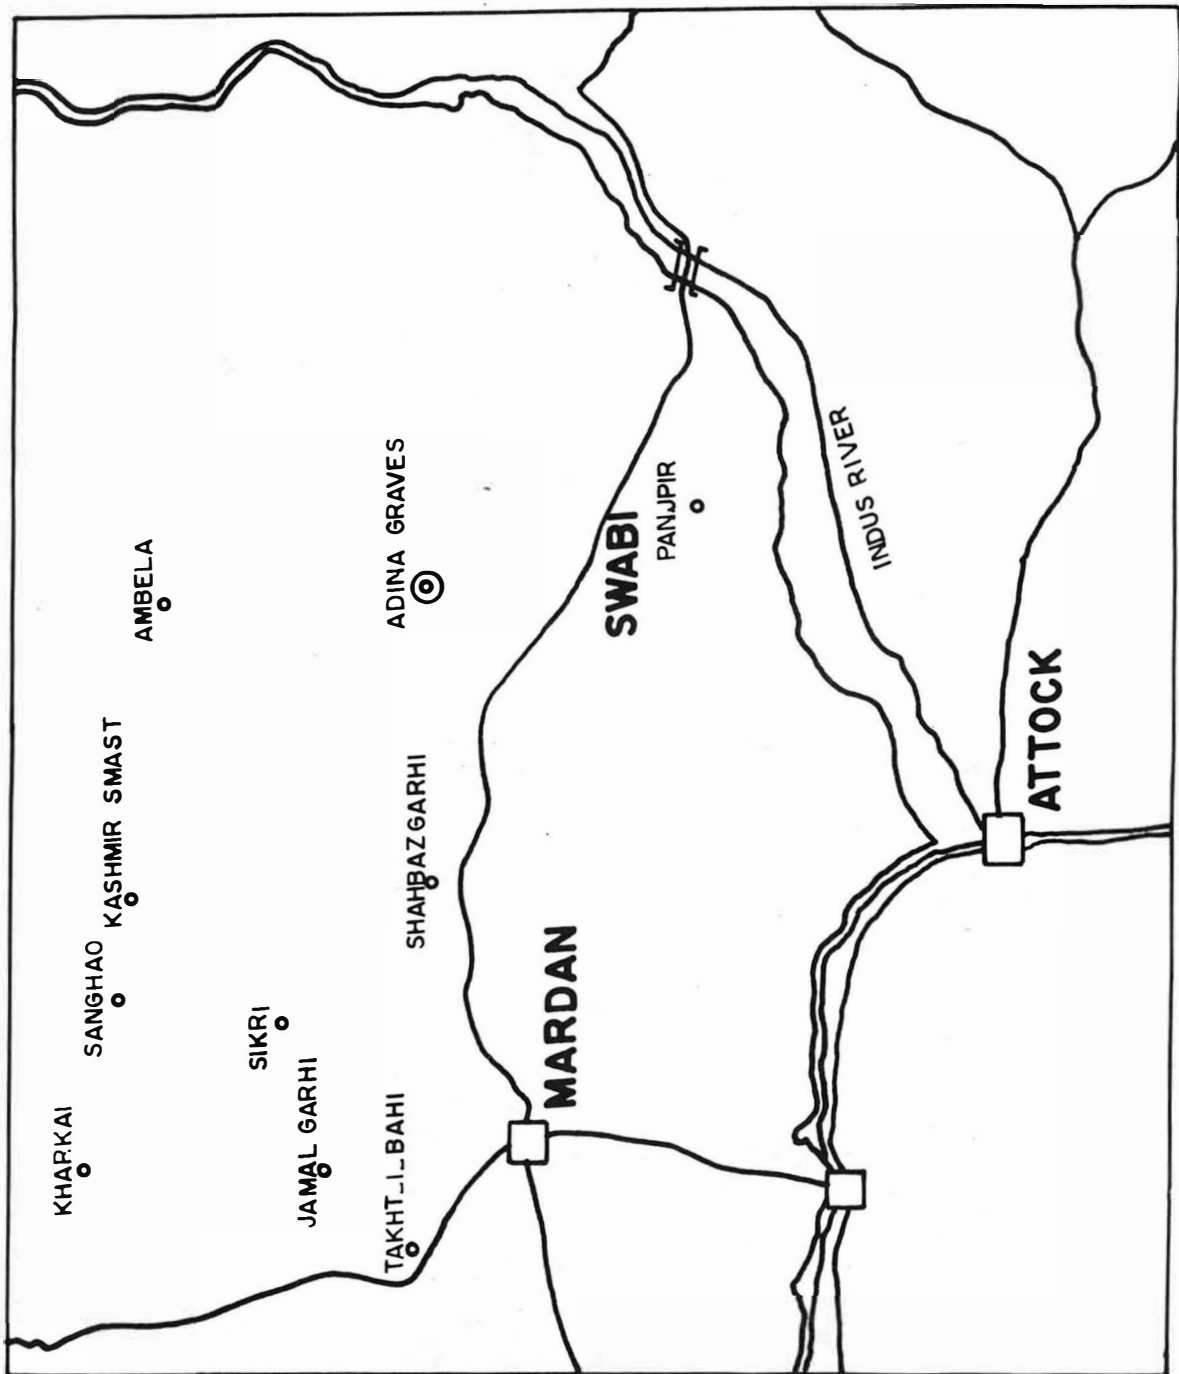 KHARKAI
SANGHAO
KASHMIR SMAST
AMBELA
SIKRI
JAMAL GARHI
TAKHT_I_BAHI
SHAHBAZGARHI
ADINA GRAVES
MARDAN
SWABI
PANJPIR
INDUS RIVER
ATTOCK